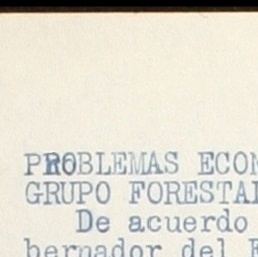 PROBLEMAS ECON
GRUPO FORESTAL
De acuerdo
bernador del E